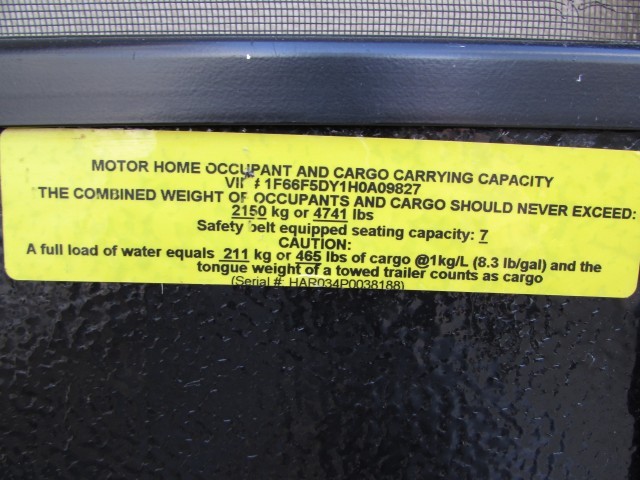 MOTOR HOME OCCUPANT AND CARGO CARRYING CAPACITY
VIN # 1F66F5DY1H0A09827
THE COMBINED WEIGHT OF OCCUPANTS AND CARGO SHOULD NEVER EXCEED:
2150 kg or 4741 lbs
Safety belt equipped seating capacity: 7
CAUTION:
A full load of water equals 211 kg or 465 lbs of cargo @1kg/L (8.3 lb/gal) and the
tongue weight of a towed trailer counts as cargo
(Serial #: HAR034P0038188)